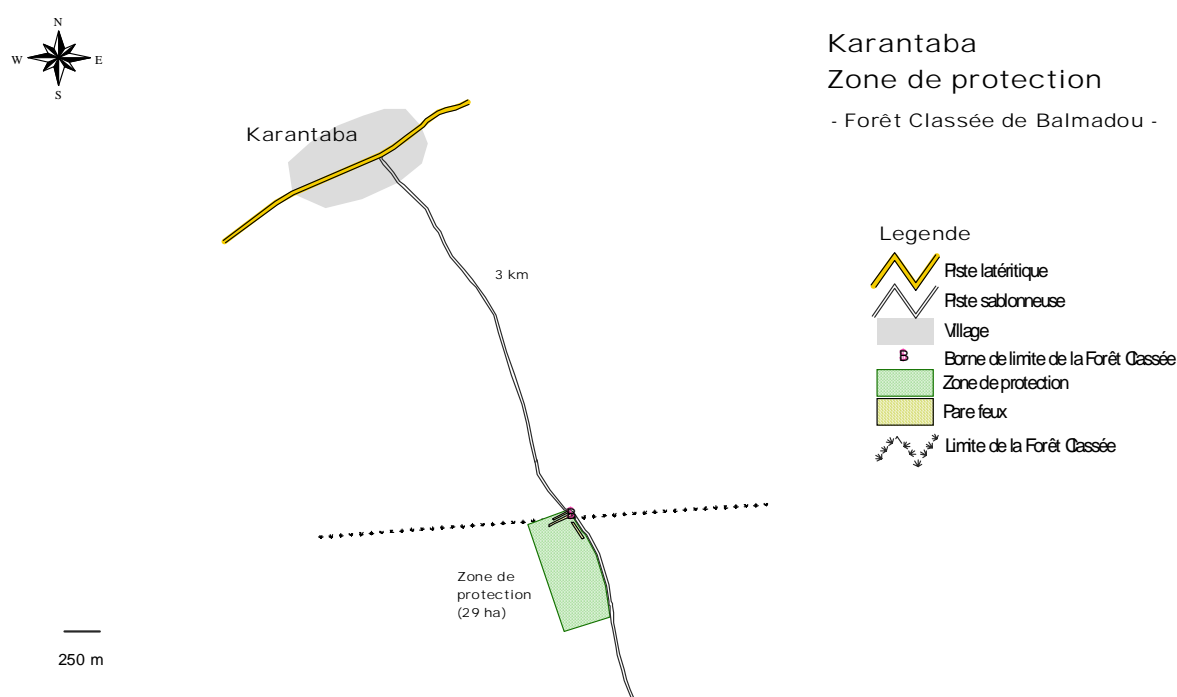 N
W E
S
Karantaba
Zone de protection
- Forêt Classée de Balmadou -
Karantaba
3 km
Legende
Piste latéritique
Piste sablonneuse
Village
B Borne de limite de la Forêt Classée
Zone de protection
Pare feux
Limite de la Forêt Classée
B
Zone de
protection
(29 ha)
250 m